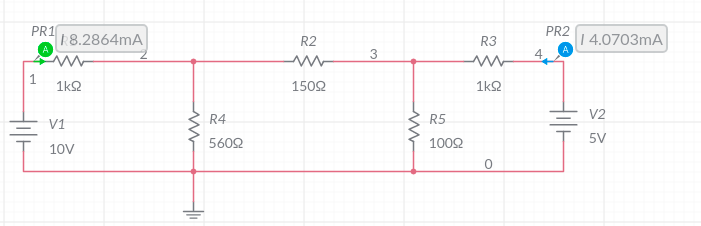 PR1
A
I 8.2864mA
1
2
1kΩ
R2
150Ω
3
R3
1kΩ
4
PR2
A
I 4.0703mA
V1
10V
R4
560Ω
R5
100Ω
V2
5V
0